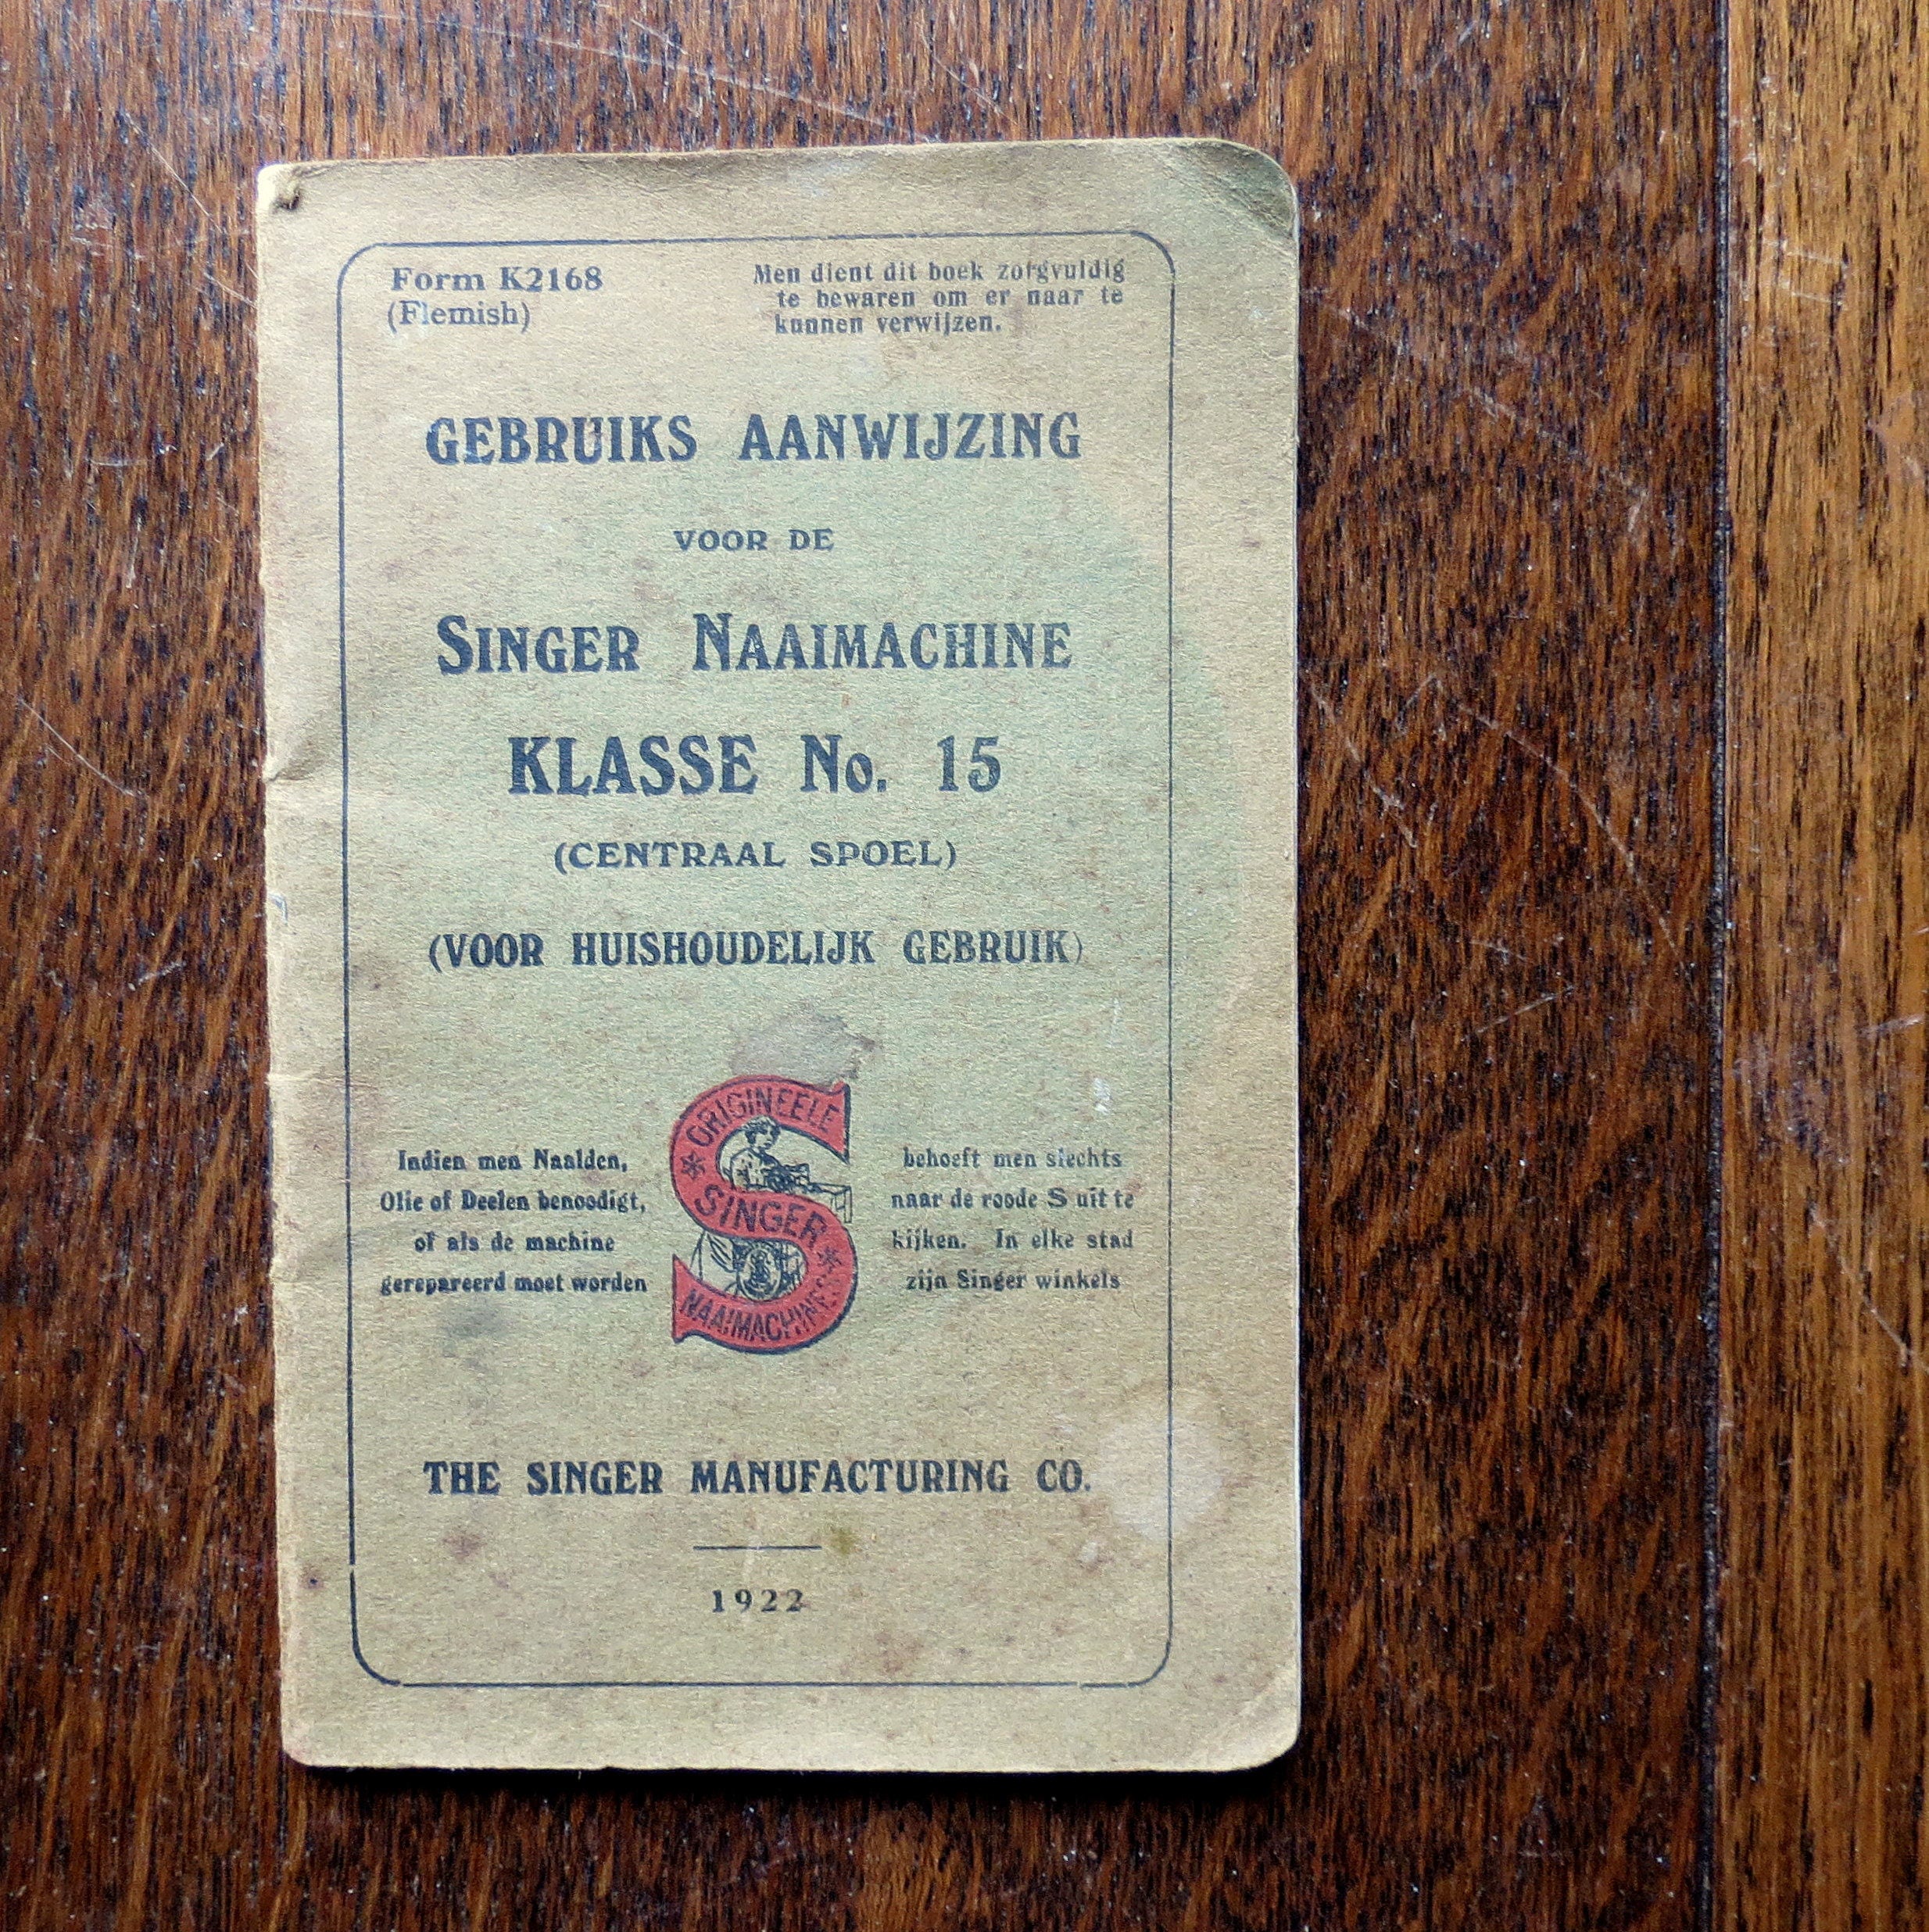 Form K2168
(Flemish)
Men dient dit boek zorgvuldig
te bewaren om er naar te
kunnen verwijzen.
GEBRUIKS AANWIJZING
VOOR DE
SINGER NAAIMACHINE
KLASSE No. 15
(CENTRAAL SPOEL)
(VOOR HUISHOUDELIJK GEBRUIK)
Indien men Naalden,
Olie of Deelen benoodigt,
of als de machine
gerepareerd moet worden
ORIGINEELE
SINGER
NAAIMACHINES
behoeft men slechts
naar de roode S uit te
kijken. In elke stad
zijn Singer winkels
THE SINGER MANUFACTURING CO.
1922